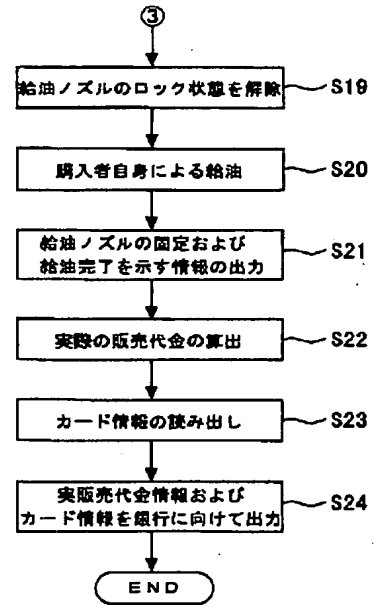 ③
給油ノズルのロック状態を解除
S19
購入者自身による給油
S20
給油ノズルの固定および
給油完了を示す情報の出力
S21
実際の販売代金の算出
S22
カード情報の読み出し
S23
実販売代金情報および
カード情報を銀行に向けて出力
S24
END